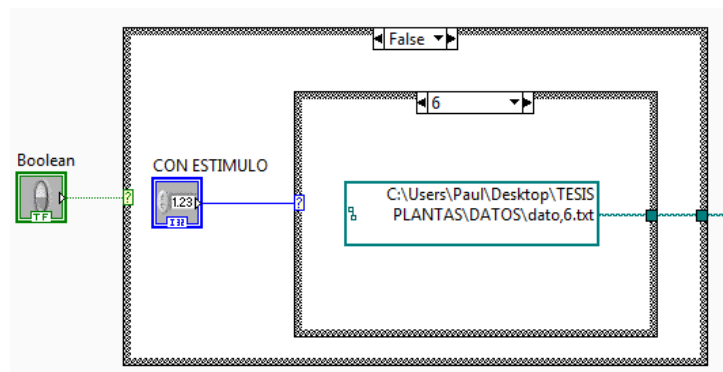 False
6
Boolean
CON ESTIMULO
?
1.23
?
C:\Users\Paul\Desktop\TESIS
PLANTAS\DATOS\dato,6.txt
TF
I32